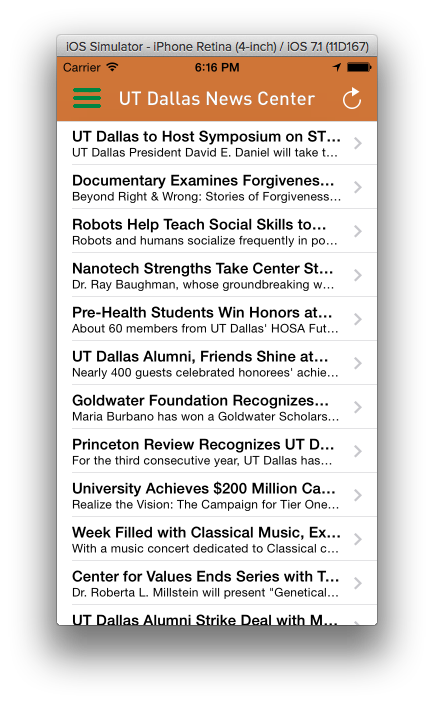 iOS Simulator - iPhone Retina (4-inch) / iOS 7.1 (11D167)
Carrier 6:16 PM
UT Dallas News Center
UT Dallas to Host Symposium on ST…
UT Dallas President David E. Daniel will take t…
Documentary Examines Forgivenes…
Beyond Right & Wrong: Stories of Forgiveness…
Robots Help Teach Social Skills to…
Robots and humans socialize frequently in po…
Nanotech Strengths Take Center St…
Dr. Ray Baughman, whose groundbreaking w…
Pre-Health Students Win Honors at…
About 60 members from UT Dallas' HOSA Fut…
UT Dallas Alumni, Friends Shine at…
Nearly 400 guests celebrated honorees' achie…
Goldwater Foundation Recognizes…
Maria Burbano has won a Goldwater Scholars…
Princeton Review Recognizes UT D…
For the third consecutive year, UT Dallas has…
University Achieves $200 Million Ca…
Realize the Vision: The Campaign for Tier One…
Week Filled with Classical Music, Ex…
With a music concert dedicated to Classical c…
Center for Values Ends Series with T…
Dr. Roberta L. Millstein will present "Genetical…
UT Dallas Alumni Strike Deal with M…